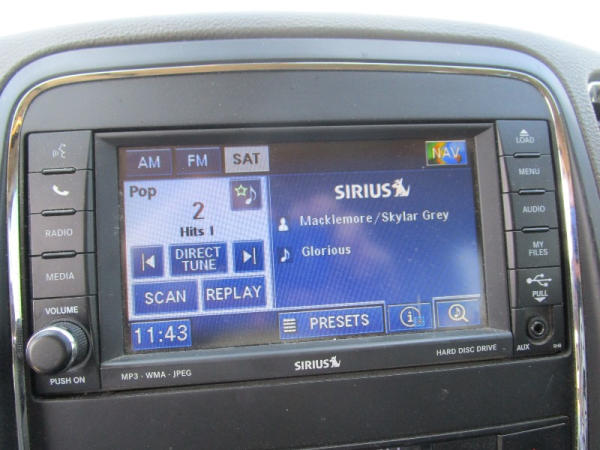 AM FM SAT NAV
Pop
2
Hits 1
DIRECT
TUNE
SCAN REPLAY
11:43
SIRIUS
Macklemore/Skylar Grey
Glorious
PRESETS
RADIO
MEDIA
VOLUME
PUSH ON
LOAD
MENU
AUDIO
MY
FILES
PULL
AUX
MP3 - WMA - JPEG
SIRIUS
HARD DISC DRIVE